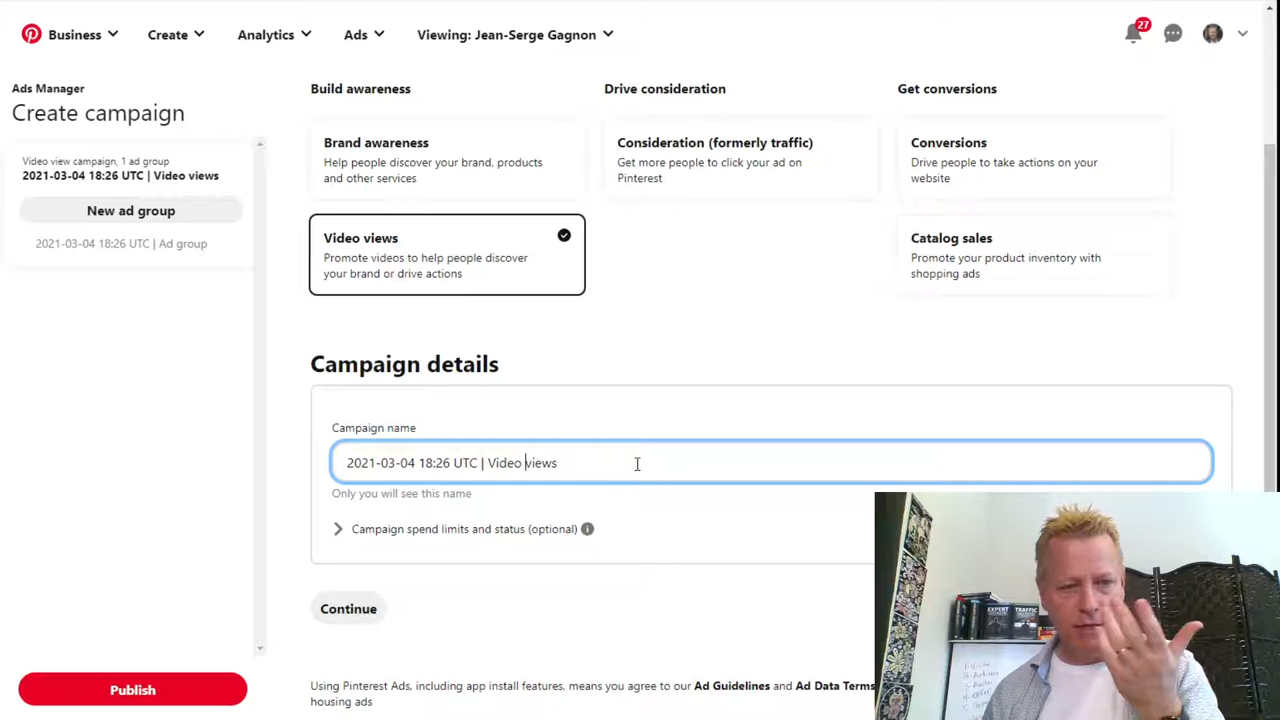 Business
Create
Analytics
Ads
Viewing: Jean-Serge Gagnon
27
Ads Manager
Create campaign
Video view campaign, 1 ad group
2021-03-04 18:26 UTC | Video views
New ad group
2021-03-04 18:26 UTC | Ad group
Publish
Build awareness
Drive consideration
Get conversions
Brand awareness
Help people discover your brand, products
and other services
Consideration (formerly traffic)
Get more people to click your ad on
Pinterest
Conversions
Drive people to take actions on your
website
Video views
Promote videos to help people discover
your brand or drive actions
Catalog sales
Promote your product inventory with
shopping ads
Campaign details
Campaign name
2021-03-04 18:26 UTC | Video views
Only you will see this name
Campaign spend limits and status (optional)
Continue
Using Pinterest Ads, including app install features, means you agree to our Ad Guidelines and Ad Data Terms
housing ads
EXPERT
TRAFFIC